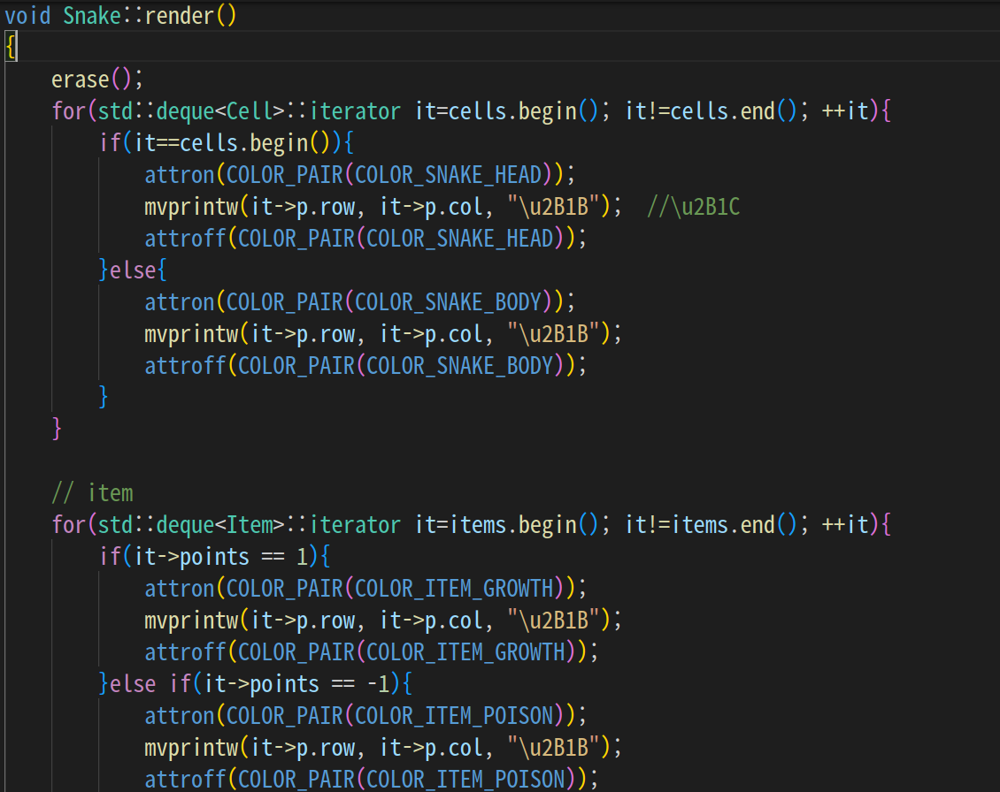 void Snake::render()
{
    erase();
    for(std::deque<Cell>::iterator it=cells.begin(); it!=cells.end(); ++it){
        if(it==cells.begin()){
            attron(COLOR_PAIR(COLOR_SNAKE_HEAD));
            mvprintw(it->p.row, it->p.col, "\u2B1B");  //\u2B1C
            attroff(COLOR_PAIR(COLOR_SNAKE_HEAD));
        }else{
            attron(COLOR_PAIR(COLOR_SNAKE_BODY));
            mvprintw(it->p.row, it->p.col, "\u2B1B");
            attroff(COLOR_PAIR(COLOR_SNAKE_BODY));
        }
    }

    // item
    for(std::deque<Item>::iterator it=items.begin(); it!=items.end(); ++it){
        if(it->points == 1){
            attron(COLOR_PAIR(COLOR_ITEM_GROWTH));
            mvprintw(it->p.row, it->p.col, "\u2B1B");
            attroff(COLOR_PAIR(COLOR_ITEM_GROWTH));
        }else if(it->points == -1){
            attron(COLOR_PAIR(COLOR_ITEM_POISON));
            mvprintw(it->p.row, it->p.col, "\u2B1B");
            attroff(COLOR_PAIR(COLOR_ITEM_POISON));